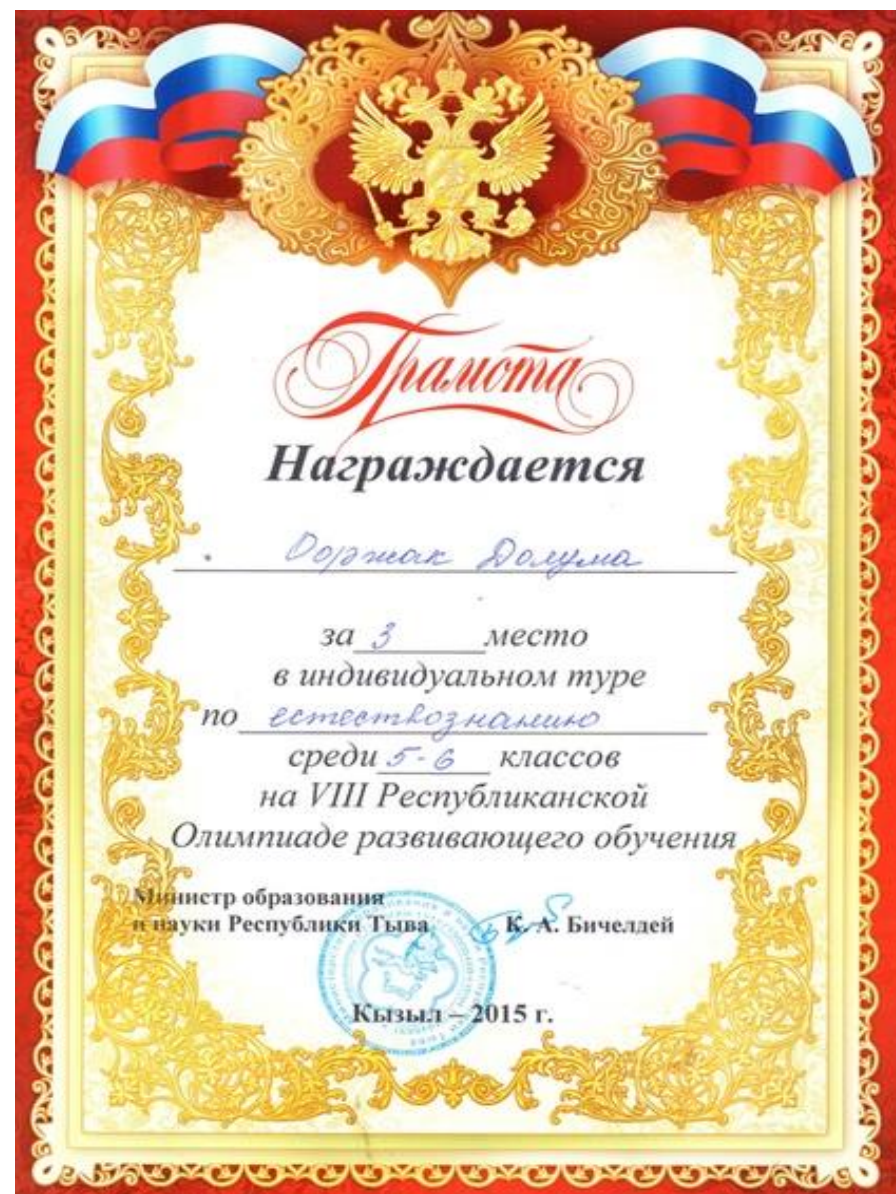 Грамота
Награждается
Ооржак Долума
за 3 место
в индивидуальном туре
по естествознанию
среди 5-6 классов
на VIII Республиканской
Олимпиаде развивающего обучения
Министр образования
и науки Республики Тыва К. А. Бичелдей
Кызыл – 2015 г.